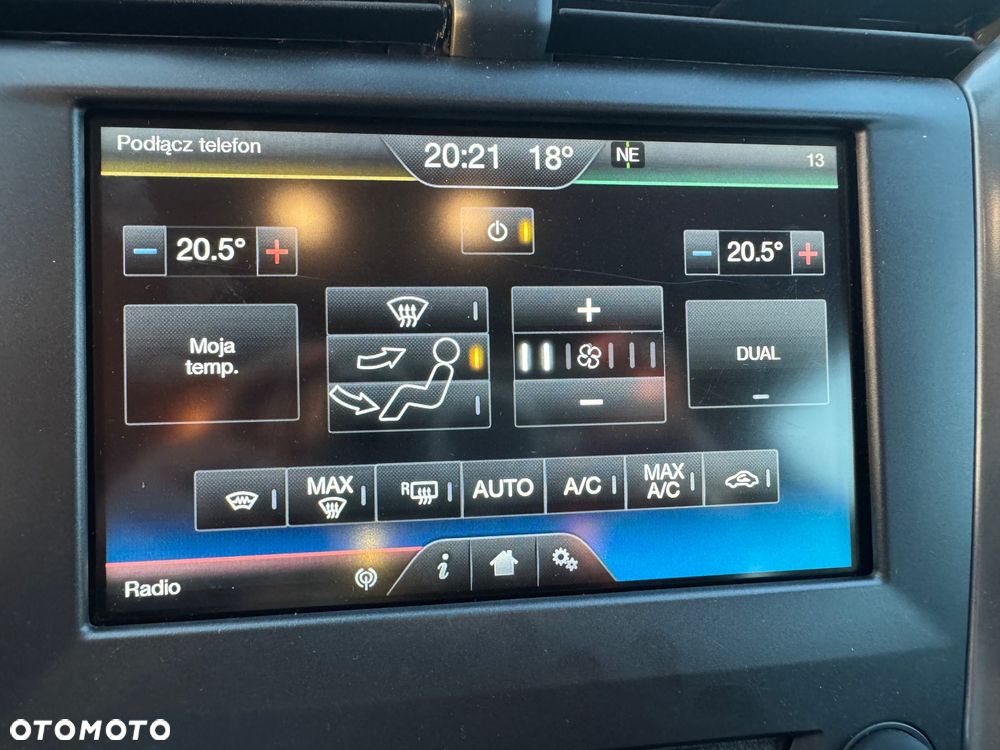 Podłącz telefon
20:21 18°
NE
13
20.5°
20.5°
Moja
temp.
DUAL
MAX
R
AUTO
A/C
MAX
A/C
Radio
OTOMOTO